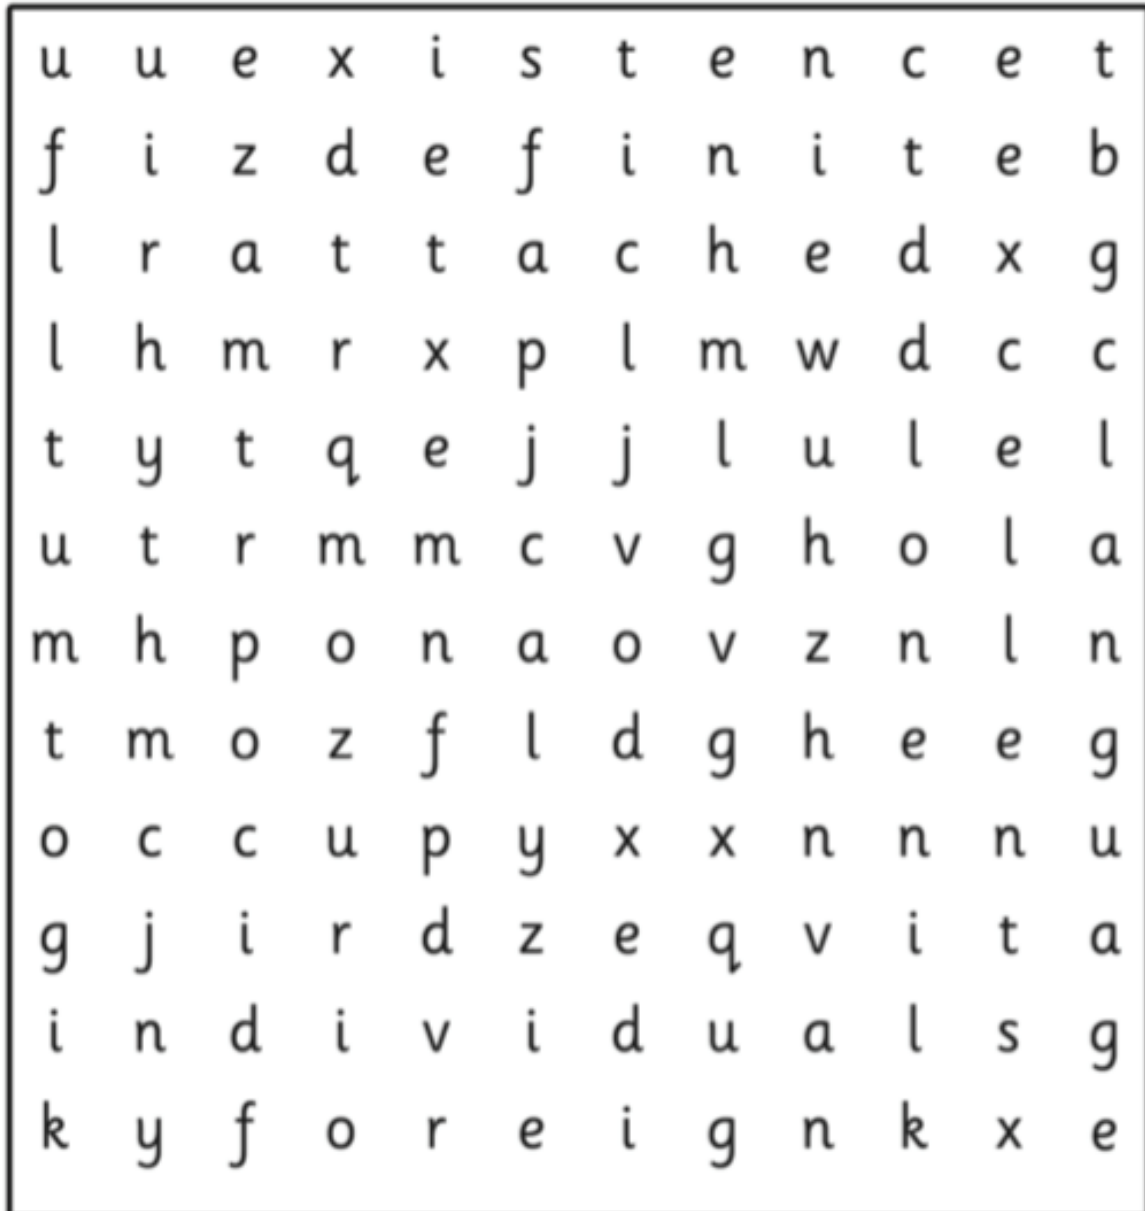 u u e x i s t e n c e t
f i z d e f i n i t e b
l r a t t a c h e d x g
l h m r x p l m w d c c
t y t q e j j l u l e l
u t r m m c v g h o l a
m h p o n a o v z n l n
t m o z f l d g h e e g
o c c u p y x x n n n u
g j i r d z e q v i t a
i n d i v i d u a l s g
k y f o r e i g n k x e